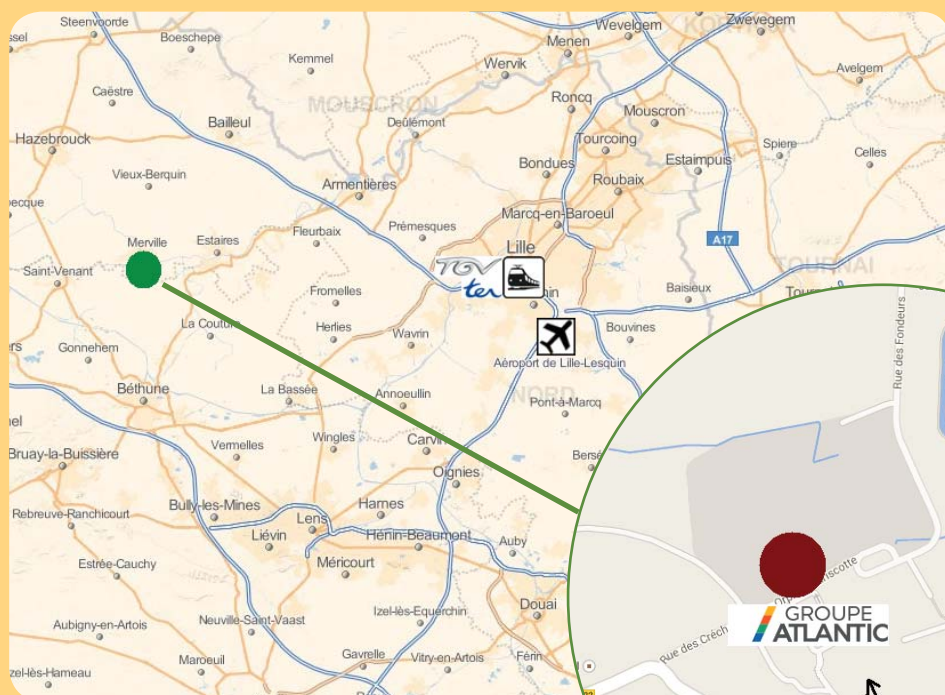 Steenvoorde
Boeschepe
Kemmel
Wervik
Menen
Wevelgem
KORTRIJK
Zwevegem
Avelgem
Caëstre
Bailleul
MOUSCRON
Deûlémont
Roncq
Mouscron
Tourcoing
Hazebrouck
Bondues
Estaimpuis
Spiere
Celles
Vieux-Berquin
Armentières
Roubaix
Marcq-en-Baroeul
Merville
Estaires
Fleurbaix
Prémesques
Lille
A17
TOURNAI
Saint-Venant
TGV
ter
Fromelles
Baisieux
La Couture
Herlies
Wavrin
Bouvines
Gonnehem
Aéroport de Lille-Lesquin
Béthune
La Bassée
Annoeullin
NORD
Pont-à-Marcq
Rue des Fondeurs
Vermelles
Wingles
Carvin
Bruay-la-Buissière
Oignies
Bully-les-Mines
Harnes
Rebreuve-Ranchicourt
Lens
Liévin
Hénin-Beaumont
Auby
Méricourt
Estrée-Cauchy
Douai
Izel-lès-Equerchin
Neuville-Saint-Vaast
Aubigny-en-Artois
GROUPE
ATLANTIC
Maroeuil
Gavrelle
Vitry-en-Artois
Férin
Rue des Crèch